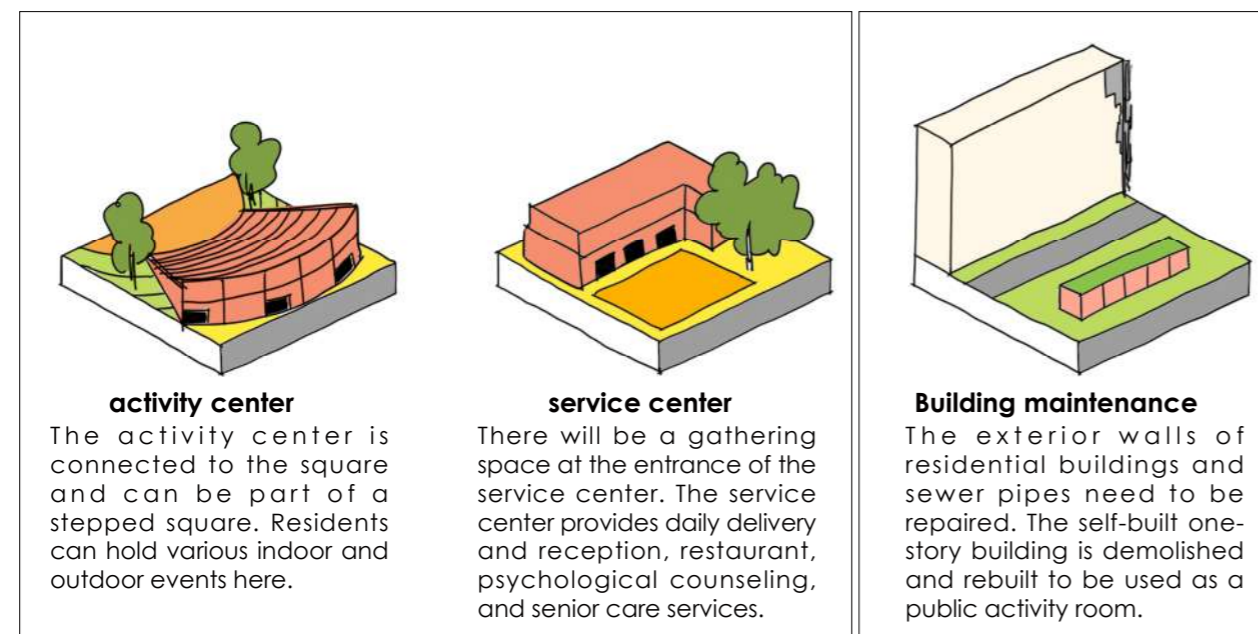 activity center
The activity center is
connected to the square
and can be part of a
stepped square. Residents
can hold various indoor and
outdoor events here.
service center
There will be a gathering
space at the entrance of the
service center. The service
center provides daily delivery
and reception, restaurant,
psychological counseling,
and senior care services.
Building maintenance
The exterior walls of
residential buildings and
sewer pipes need to be
repaired. The self-built one-
story building is demolished
and rebuilt to be used as a
public activity room.